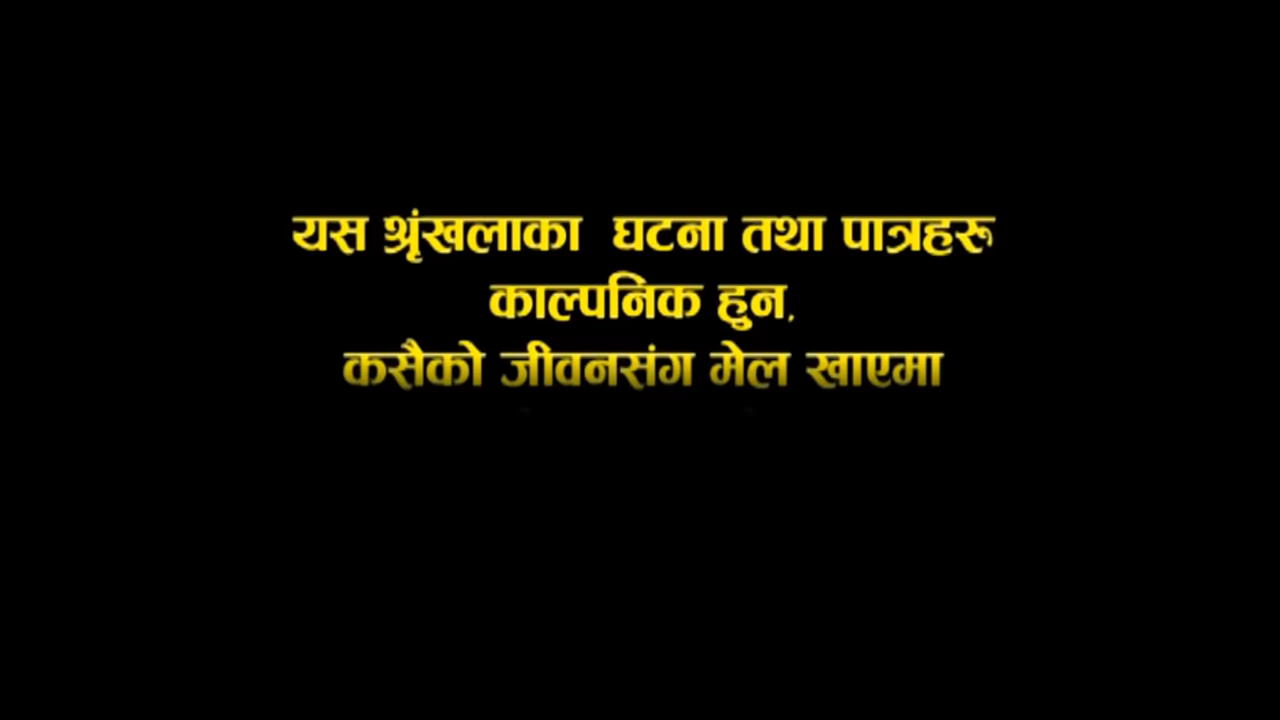 यस श्रृंखलाका घटना तथा पात्रहरू
काल्पनिक हुन,
कसैको जीवनसंग मेल खाएमा